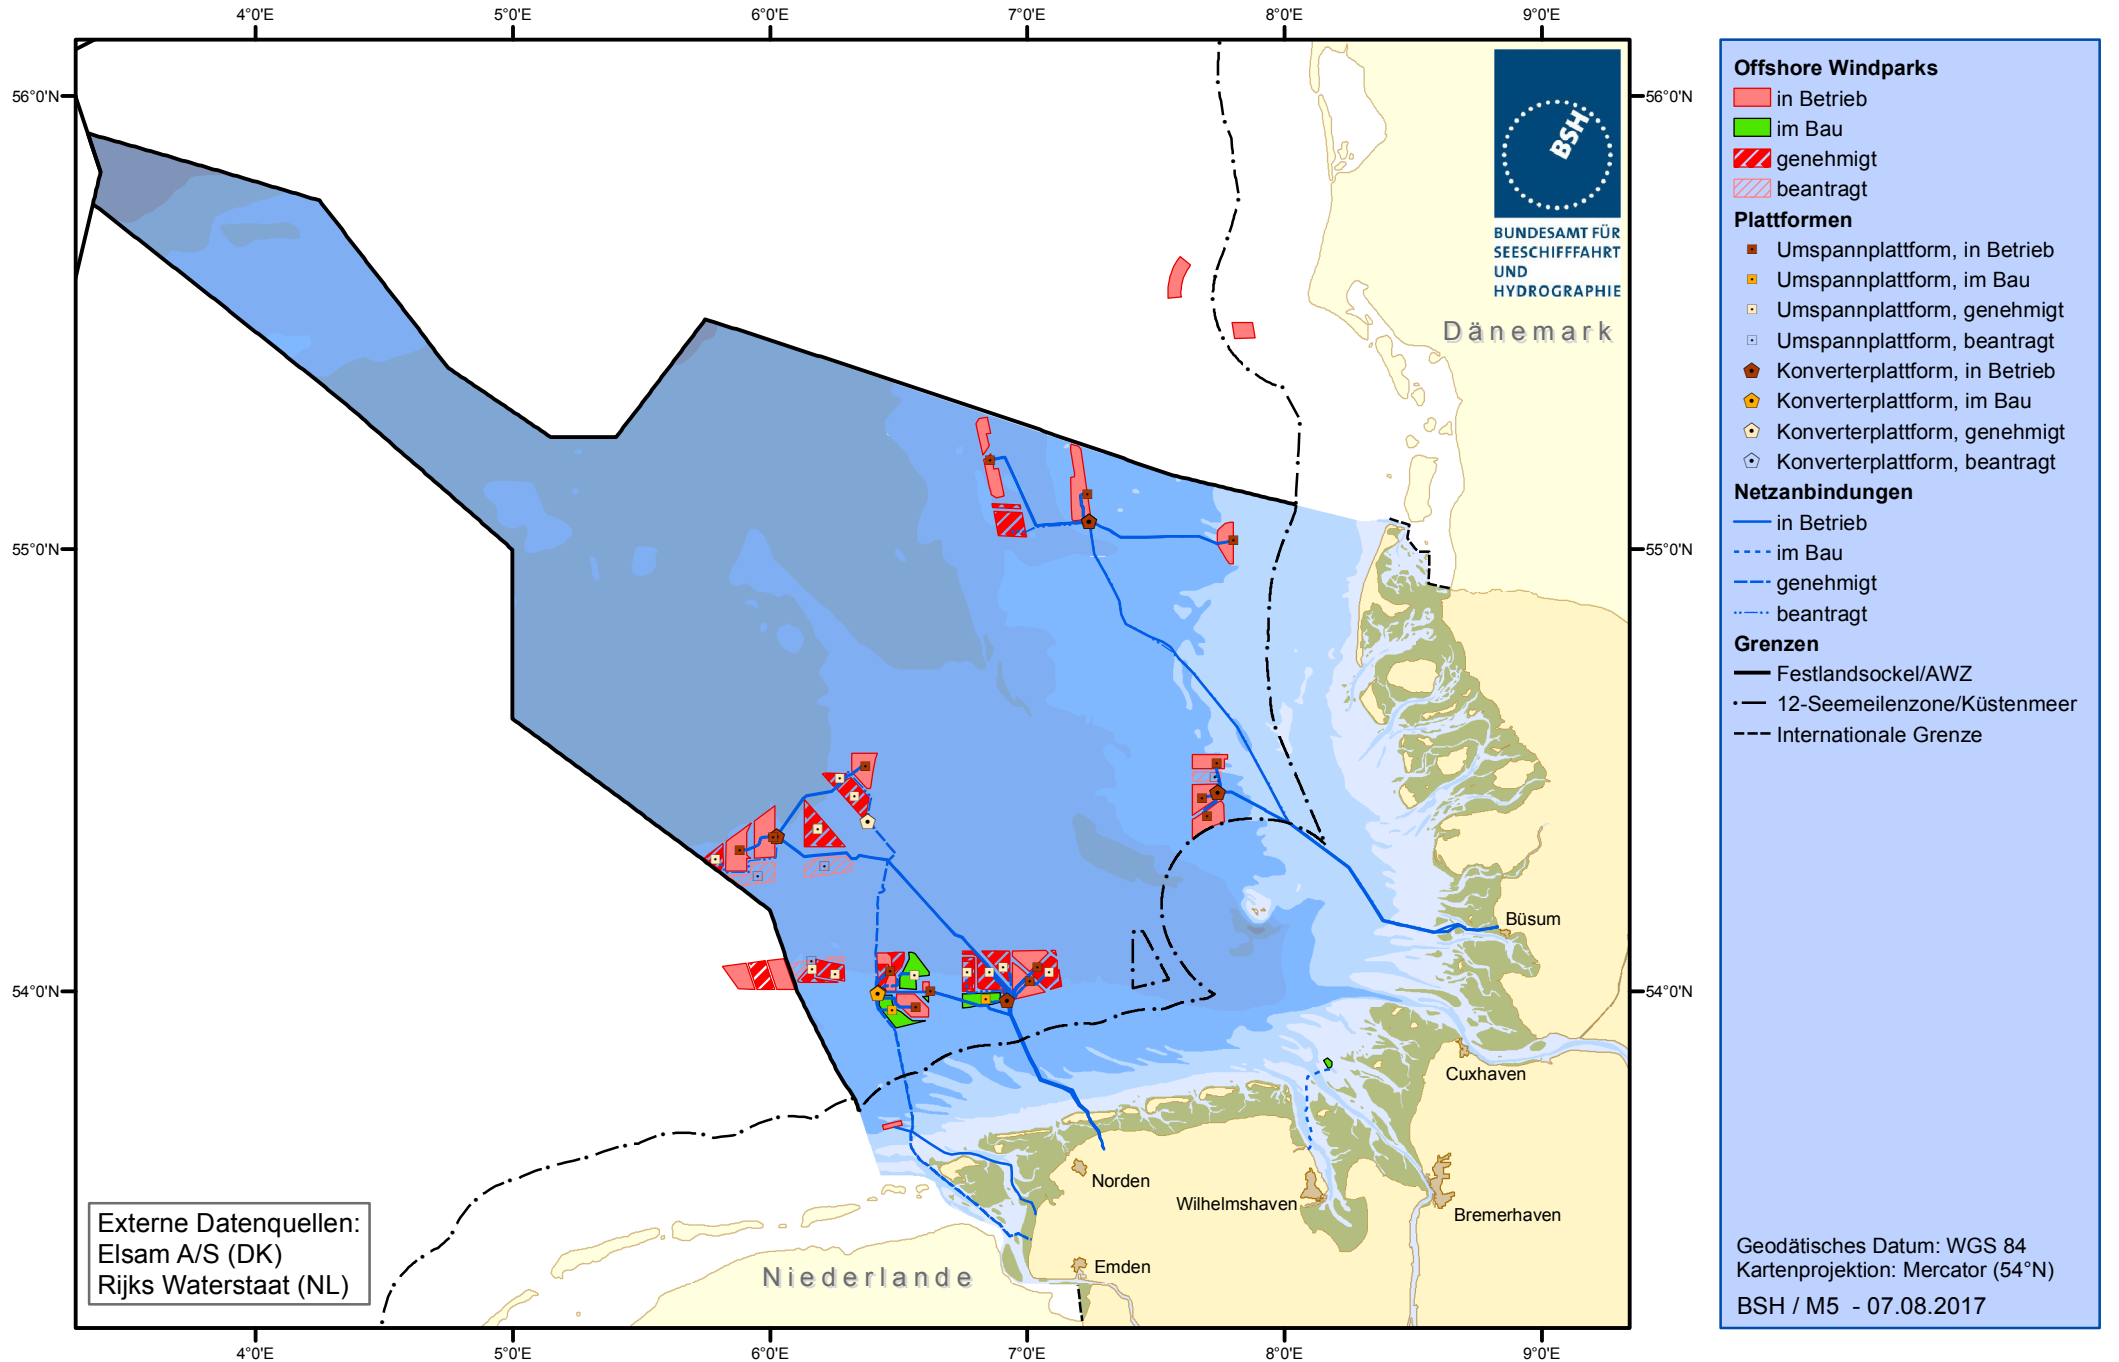 4°0'E 5°0'E 6°0'E 7°0'E 8°0'E 9°0'E
56°0'N 56°0'N
55°0'N 55°0'N
54°0'N 54°0'N
BSH
BUNDESAMT FÜR
SEESCHIFFFAHRT
UND
HYDROGRAPHIE
Dänemark
Büsum
Cuxhaven
Norden
Wilhelmshaven
Bremerhaven
Emden
Niederlande
Externe Datenquellen:
Elsam A/S (DK)
Rijks Waterstaat (NL)
4°0'E 5°0'E 6°0'E 7°0'E 8°0'E 9°0'E
Offshore Windparks
in Betrieb
im Bau
genehmigt
beantragt
Plattformen
Umspannplattform, in Betrieb
Umspannplattform, im Bau
Umspannplattform, genehmigt
Umspannplattform, beantragt
Konverterplattform, in Betrieb
Konverterplattform, im Bau
Konverterplattform, genehmigt
Konverterplattform, beantragt
Netzanbindungen
in Betrieb
im Bau
genehmigt
beantragt
Grenzen
Festlandsockel/AWZ
12-Seemeilenzone/Küstenmeer
Internationale Grenze
Geodätisches Datum: WGS 84
Kartenprojektion: Mercator (54°N)
BSH / M5 - 07.08.2017